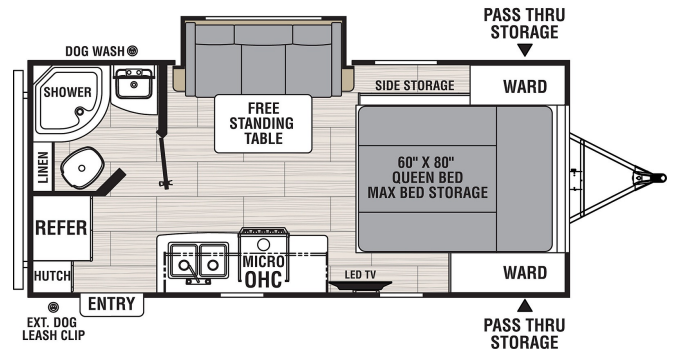 PASS THRU
STORAGE
DOG WASH
SHOWER
SIDE STORAGE
WARD
FREE
STANDING
TABLE
LINEN
60" X 80"
QUEEN BED
MAX BED STORAGE
REFER
MICRO
OHC
HUTCH
LED TV
WARD
ENTRY
EXT. DOG
LEASH CLIP
PASS THRU
STORAGE